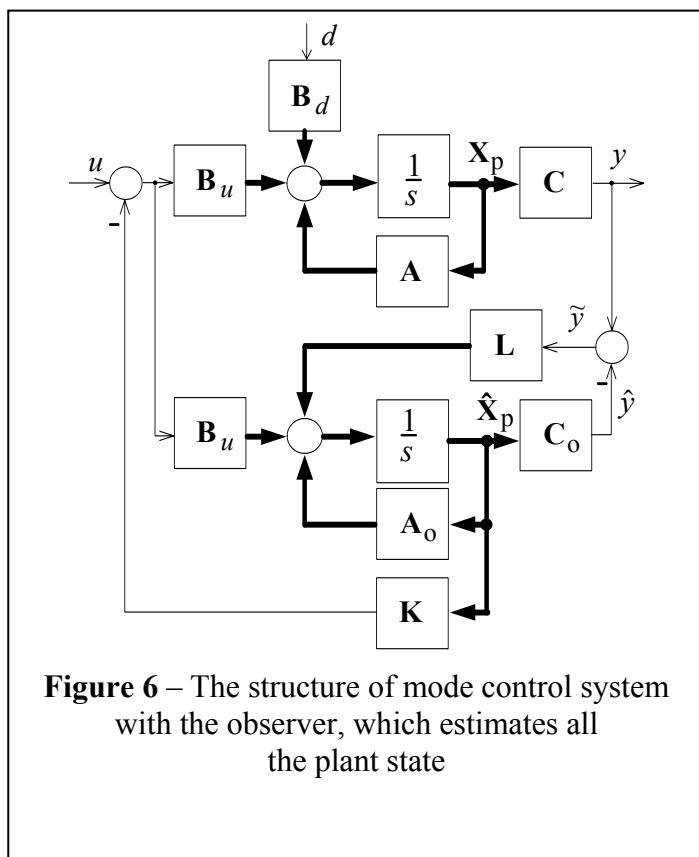 d
B_d
u
B_u
1/s
X_p
C
y
-
A
L
ỹ
-
B_u
1/s
X̂_p
C_o
ŷ
A_o
K
Figure 6 – The structure of mode control system
with the observer, which estimates all
the plant state